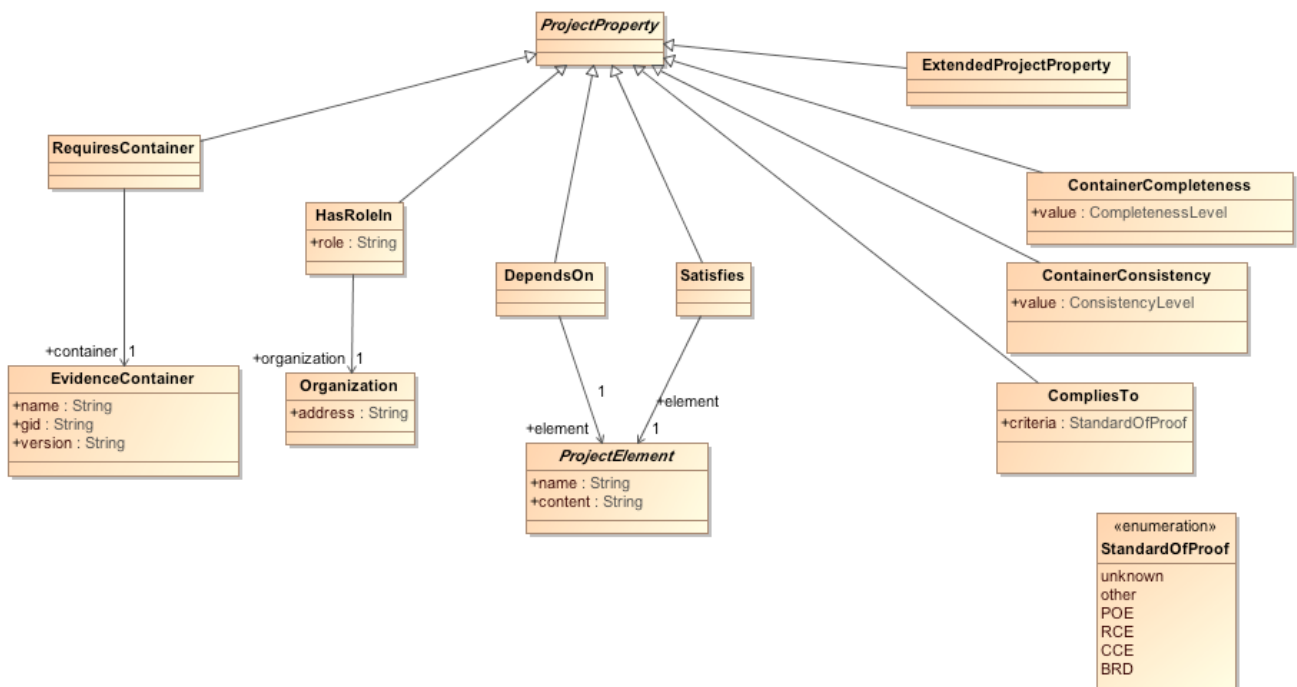 ProjectProperty
ExtendedProjectProperty
RequiresContainer
ContainerCompleteness
+value : CompletenessLevel
HasRoleIn
+role : String
DependsOn
Satisfies
ContainerConsistency
+value : ConsistencyLevel
+container 1
+organization 1
EvidenceContainer
+name : String
+gid : String
+version : String
Organization
+address : String
1
+element
+element
1
CompliesTo
+criteria : StandardOfProof
ProjectElement
+name : String
+content : String
«enumeration»
StandardOfProof
unknown
other
POE
RCE
CCE
BRD